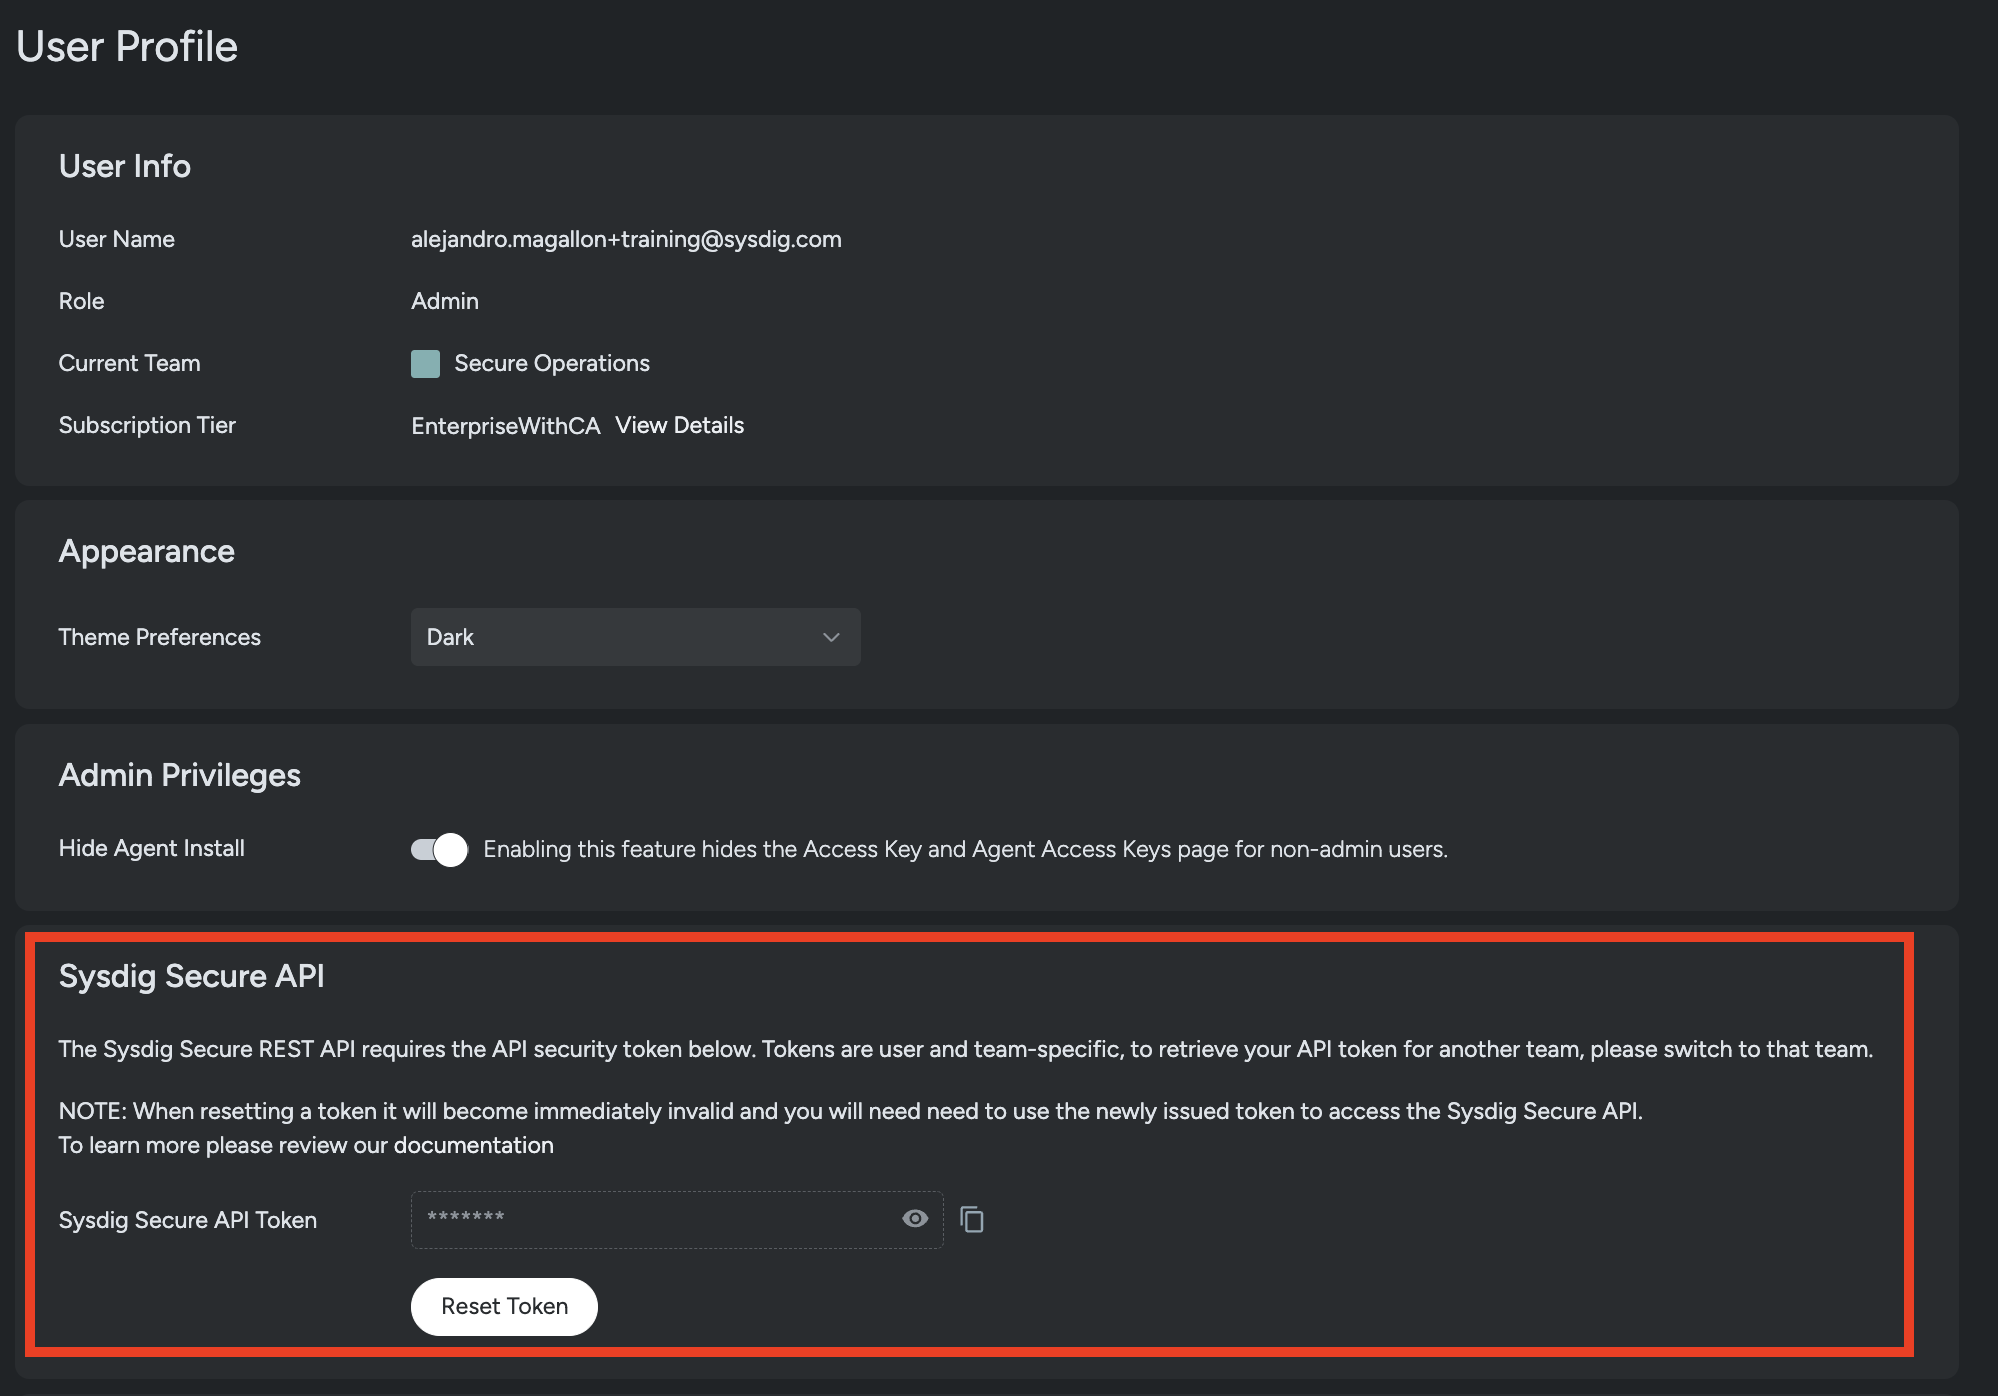 User Profile
User Info
User Name alejandro.magallon+training@sysdig.com
Role Admin
Current Team Secure Operations
Subscription Tier EnterpriseWithCA View Details
Appearance
Theme Preferences Dark
Admin Privileges
Hide Agent Install Enabling this feature hides the Access Key and Agent Access Keys page for non-admin users.
Sysdig Secure API
The Sysdig Secure REST API requires the API security token below. Tokens are user and team-specific, to retrieve your API token for another team, please switch to that team.
NOTE: When resetting a token it will become immediately invalid and you will need need to use the newly issued token to access the Sysdig Secure API.
To learn more please review our documentation
Sysdig Secure API Token *******
Reset Token